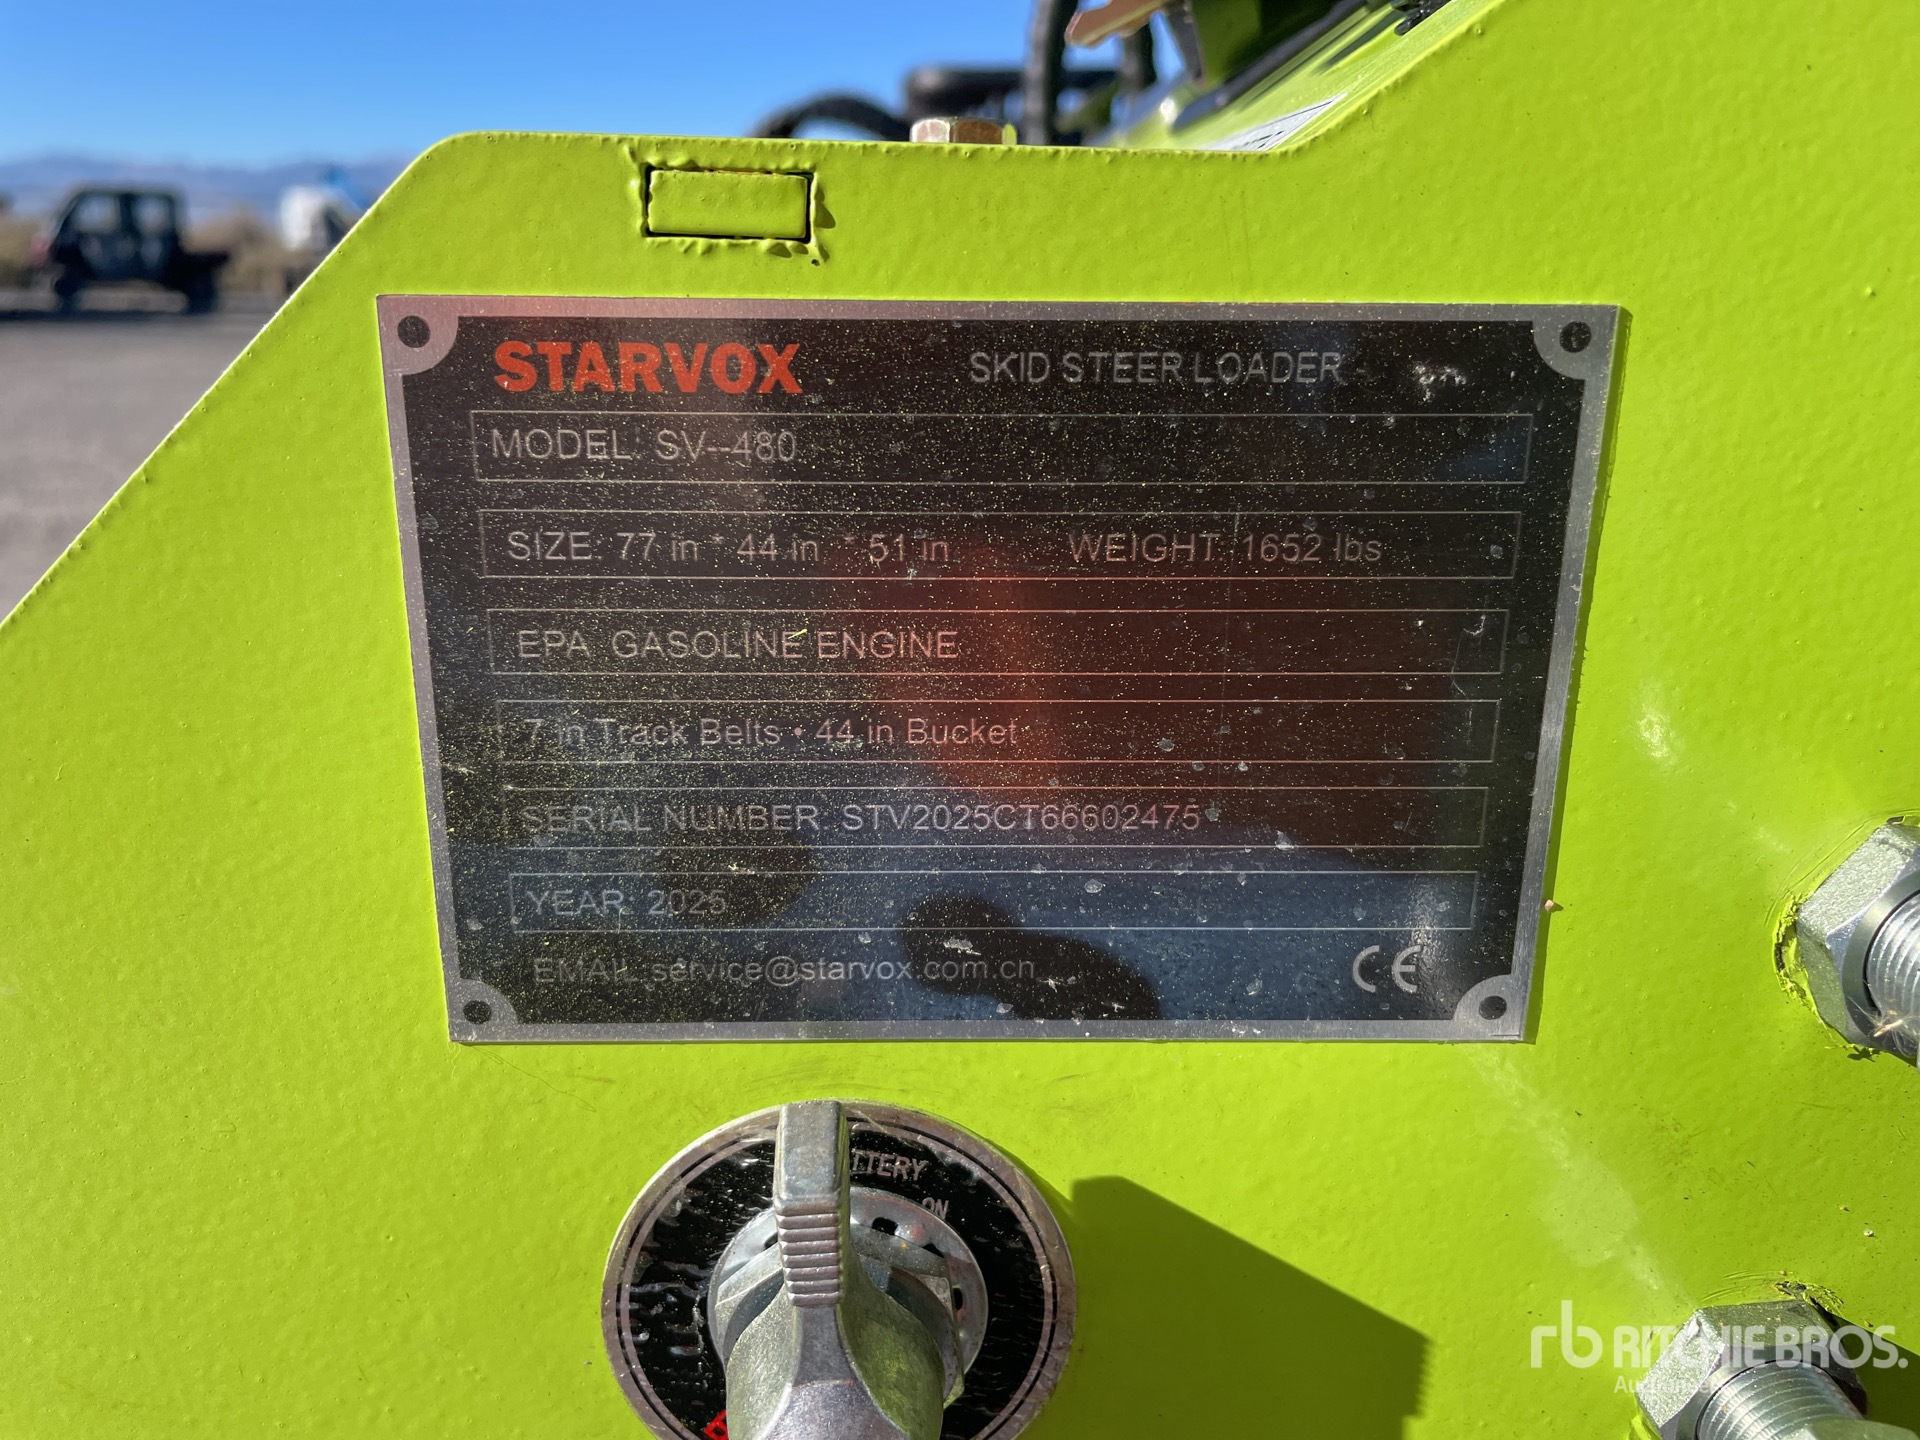 STARVOX SKID STEER LOADER
MODEL: SV--480
SIZE: 77 in * 44 in * 51 in WEIGHT: 1652 lbs
EPA GASOLINE ENGINE
7 in Track Belts • 44 in Bucket
SERIAL NUMBER: STV2025CT66602475
YEAR: 2025
EMAIL: service@starvox.com.cn CE
ON
rb RITCHIE BROS.